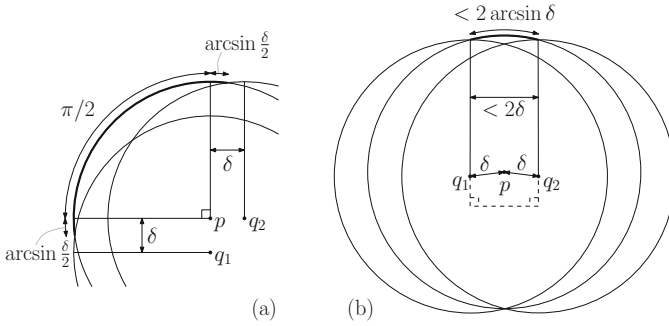 arcsin δ/2
π/2
δ
p
q₂
δ
q₁
arcsin δ/2
(a)
< 2 arcsin δ
< 2δ
δ δ
q₁ p q₂
(b)